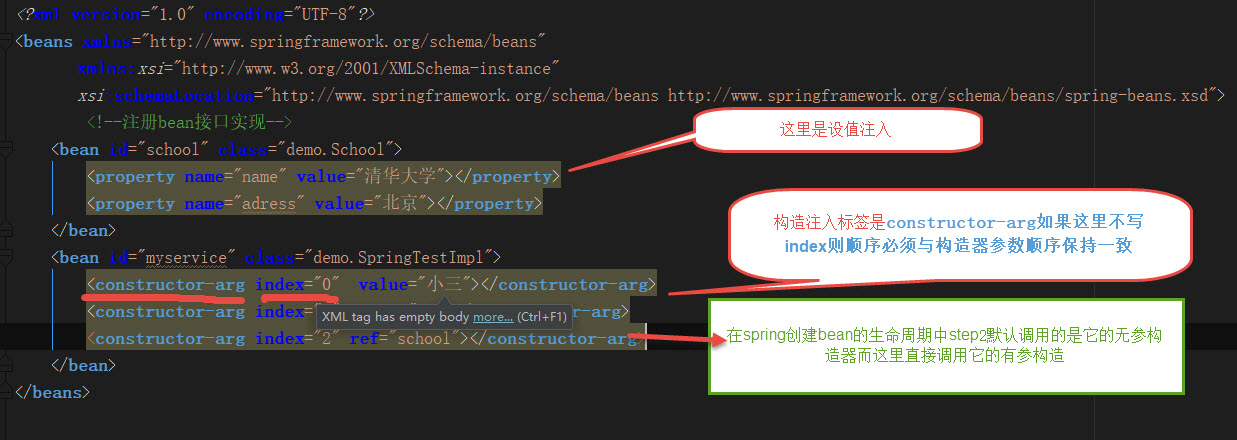 <?xml version="1.0" encoding="UTF-8"?>
<beans xmlns="http://www.springframework.org/schema/beans"
xmlns:xsi="http://www.w3.org/2001/XMLSchema-instance"
xsi:schemaLocation="http://www.springframework.org/schema/beans http://www.springframework.org/schema/beans/spring-beans.xsd">
<!--注册bean接口实现-->
这里是设值注入
<bean id="school" class="demo.School">
<property name="name" value="清华大学"></property>
<property name="adress" value="北京"></property>
</bean>
构造注入标签是constructor-arg如果这里不写
index则顺序必须与构造器参数顺序保持一致
<bean id="myservice" class="demo.SpringTestImpl">
<constructor-arg index="0" value="小三"></constructor-arg>
<constructor-arg index= constructor-arg>
XML tag has empty body more... (Ctrl+F1)
<constructor-arg index="2" ref="school"></constructor-arg
在spring创建bean的生命周期中step2默认调用的是它的无参构
造器而这里直接调用它的有参构造
</bean>
</beans>